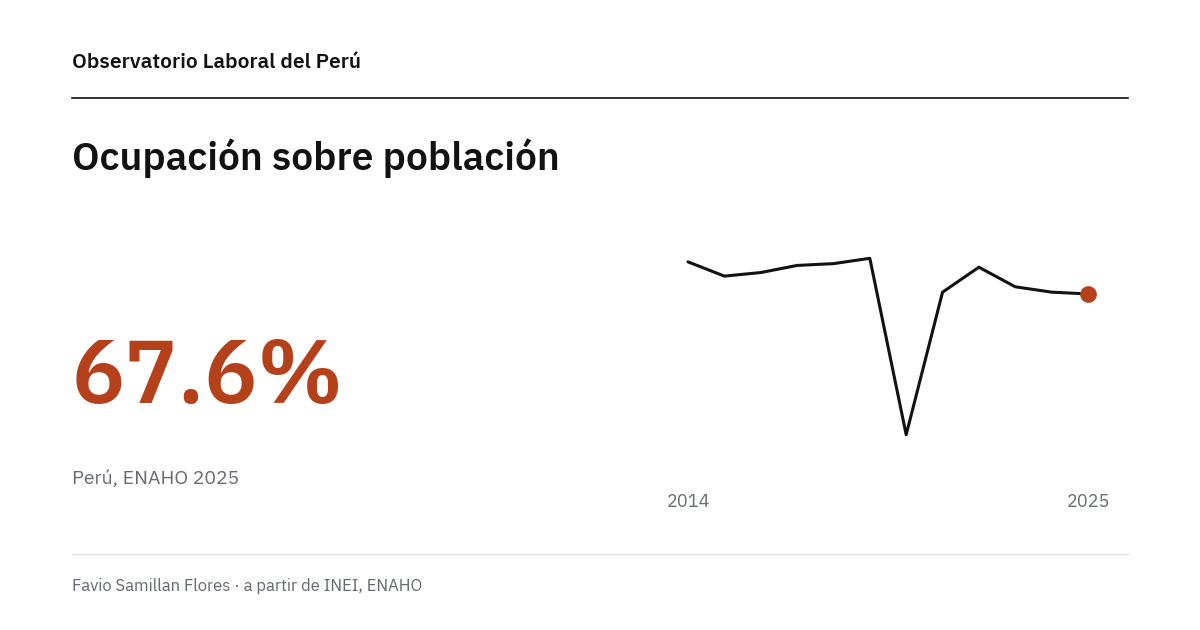 Observatorio Laboral del Perú
Ocupación sobre población
67.6%
Perú, ENAHO 2025
2014
2025
Favio Samillan Flores · a partir de INEI, ENAHO